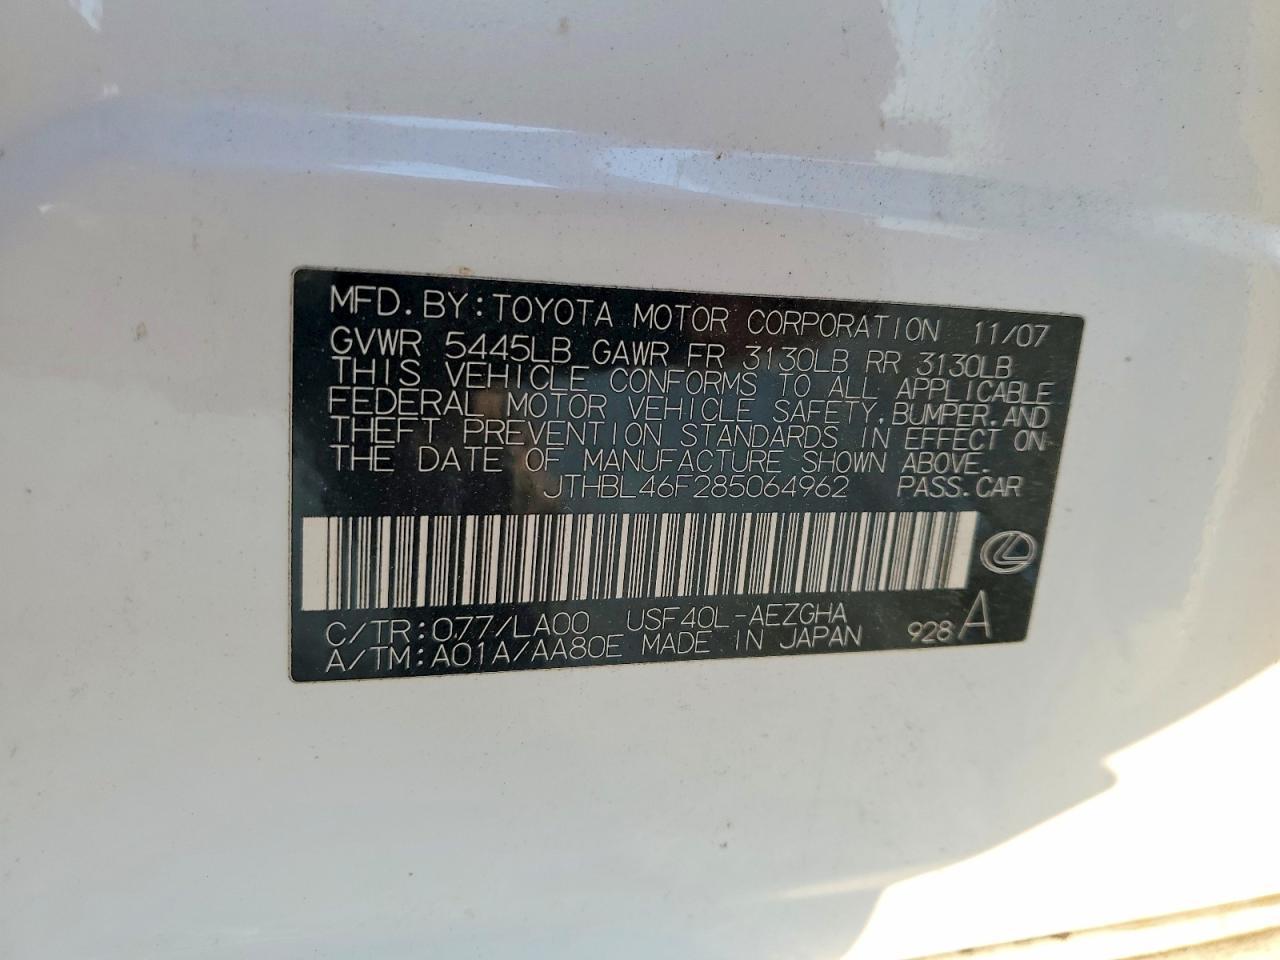 MFD. BY: TOYOTA MOTOR CORPORATION 11/07
GVWR 5445LB GAWR FR 3130LB RR 3130LB
THIS VEHICLE CONFORMS TO ALL APPLICABLE
FEDERAL MOTOR VEHICLE SAFETY, BUMPER, AND
THEFT PREVENTION STANDARDS IN EFFECT ON
THE DATE OF MANUFACTURE SHOWN ABOVE.
JTHBL46F285064962 PASS. CAR
C/TR: 077/LA00 USF40L-AEZGHA
A/TM: A01A/AA80E MADE IN JAPAN 928 A